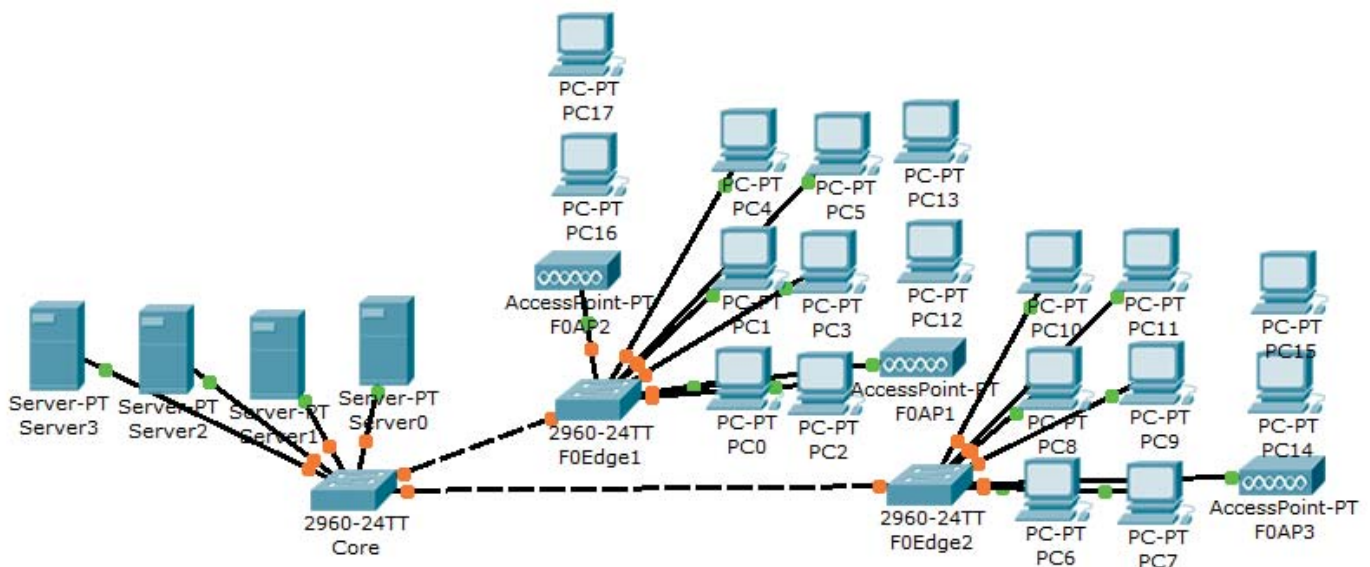 PC-PT
PC17
PC-PT
PC16
AccessPoint-PT
F0AP2
PC-PT
PC4
PC-PT
PC5
PC-PT
PC13
PC-PT
PC1
PC-PT
PC3
PC-PT
PC12
PC-PT
PC10
PC-PT
PC11
PC-PT
PC15
Server-PT
Server3
Server-PT
Server2
Server-PT
Server1
Server-PT
Server0
2960-24TT
F0Edge1
PC-PT
PC0
PC-PT
PC2
AccessPoint-PT
F0AP1
PC-PT
PC8
PC-PT
PC9
PC-PT
PC14
2960-24TT
Core
2960-24TT
F0Edge2
PC-PT
PC6
PC-PT
PC7
AccessPoint-PT
F0AP3